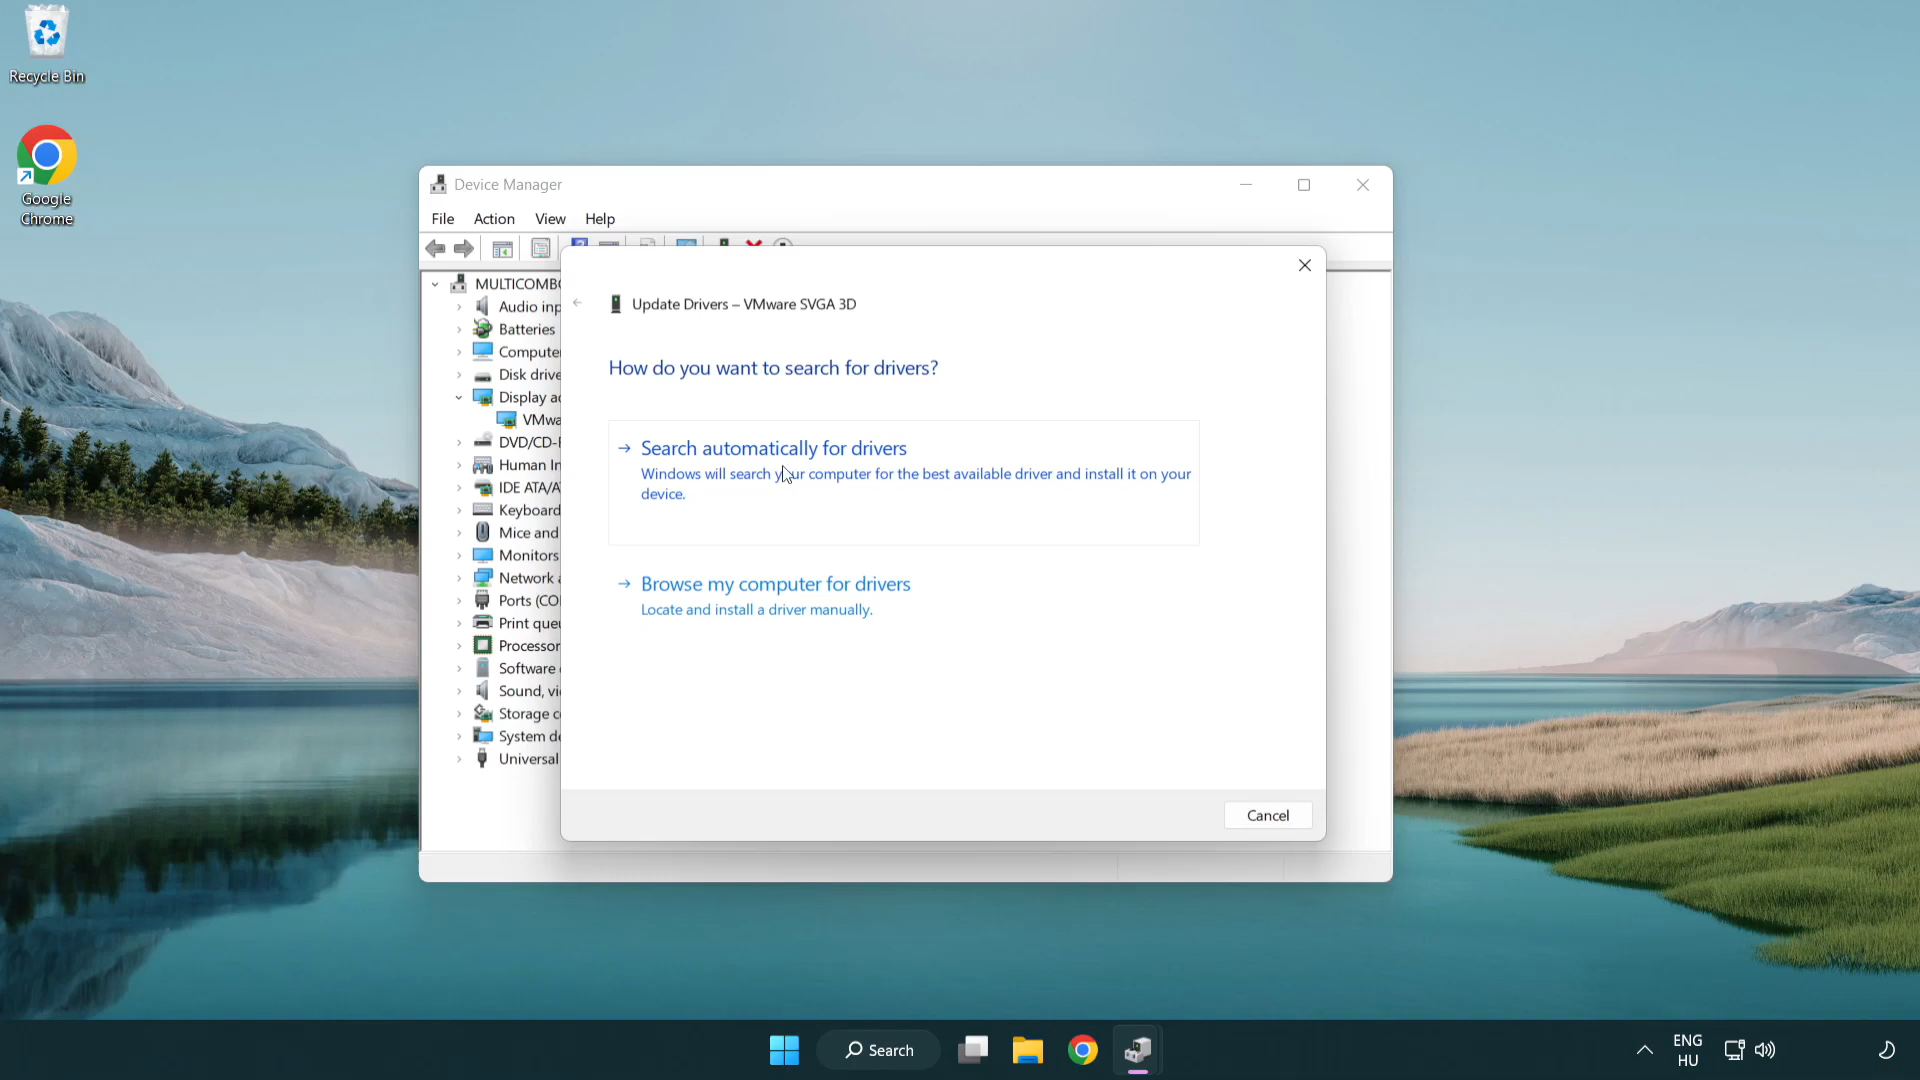 Recycle Bin
Google
Chrome
Device Manager
File Action View Help
MULTICOMBO
Audio inp
Batteries
Compute
Disk drive
Display a
VMwa
DVD/CD-
Human In
IDE ATA/A
Keyboard
Mice and
Monitors
Network a
Ports (CO
Print que
Processor
Software
Sound, vi
Storage c
System de
Universal
Update Drivers – VMware SVGA 3D
How do you want to search for drivers?
Search automatically for drivers
Windows will search your computer for the best available driver and install it on your
device.
Browse my computer for drivers
Locate and install a driver manually.
Cancel
Search
ENG
HU